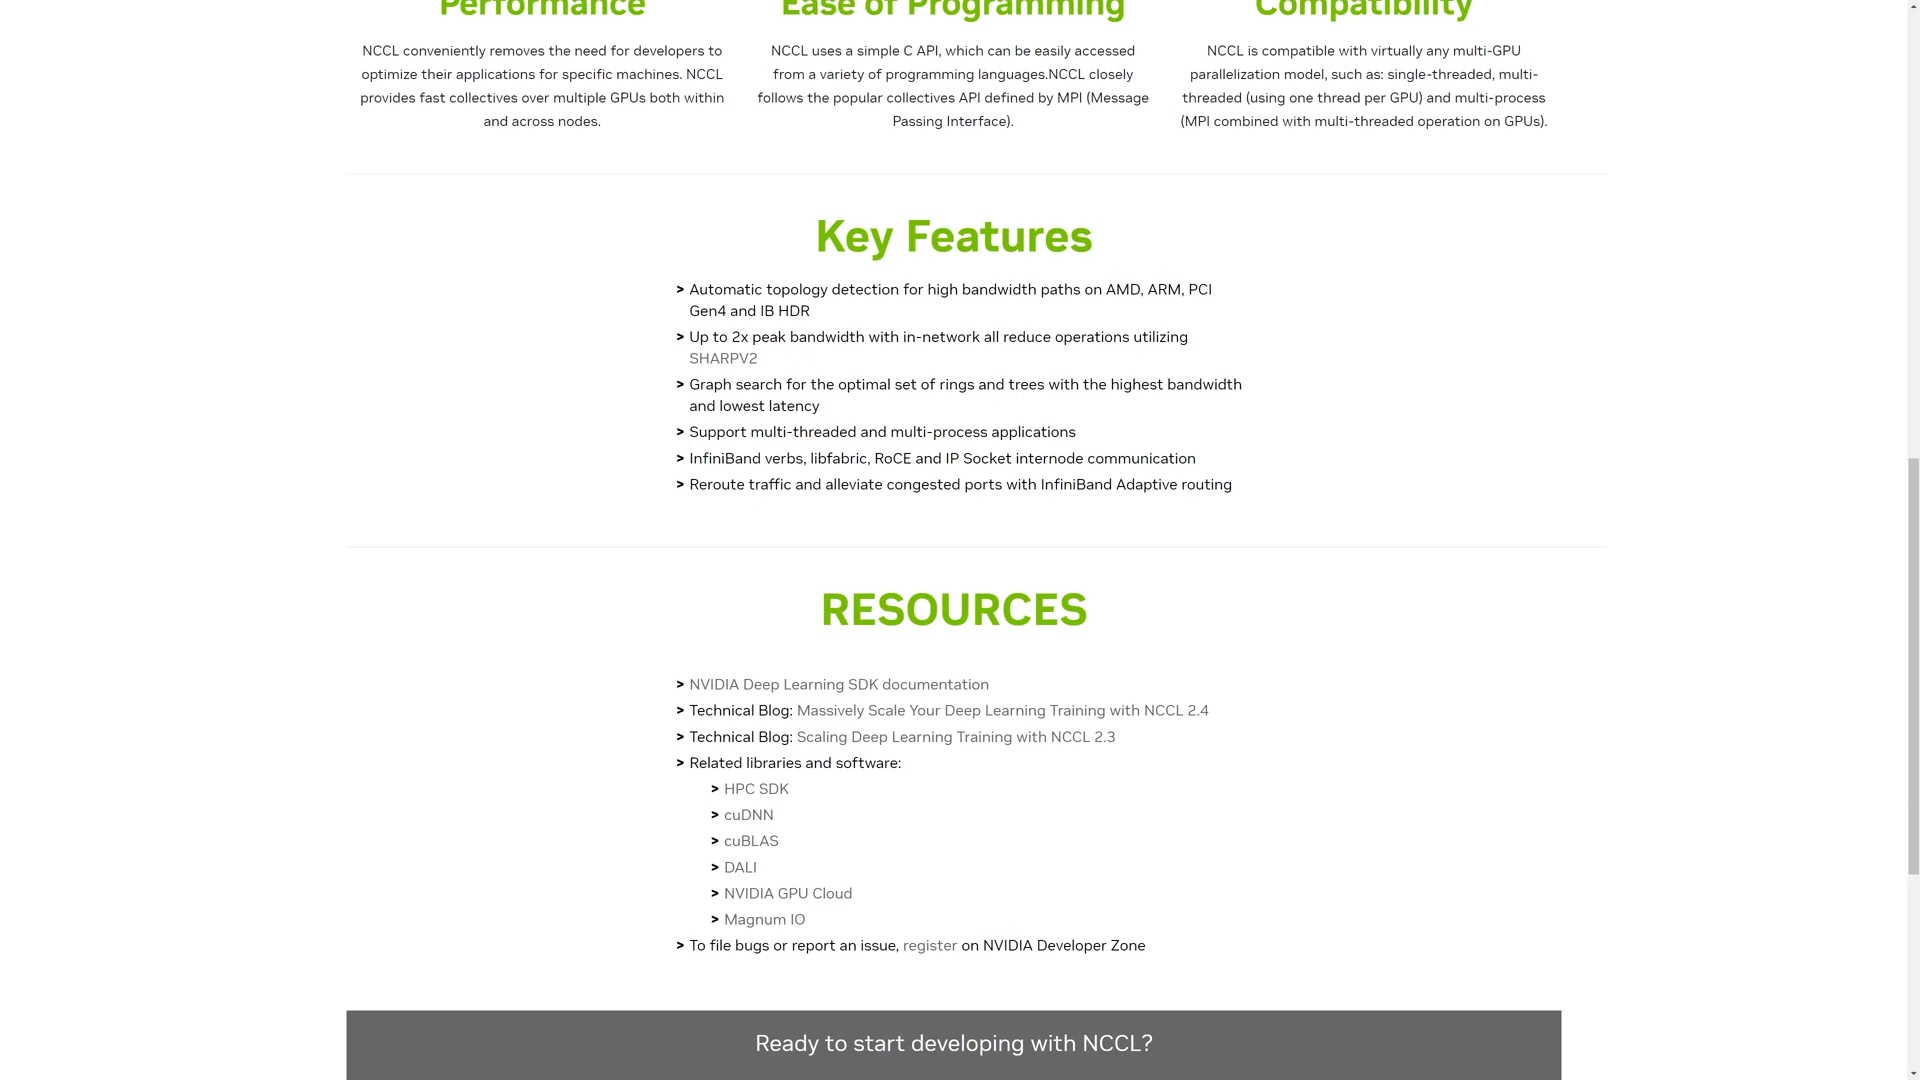 Performance
NCCL conveniently removes the need for developers to
optimize their applications for specific machines. NCCL
provides fast collectives over multiple GPUs both within
and across nodes.
Ease of Programming
NCCL uses a simple C API, which can be easily accessed
from a variety of programming languages.NCCL closely
follows the popular collectives API defined by MPI (Message
Passing Interface).
Compatibility
NCCL is compatible with virtually any multi-GPU
parallelization model, such as: single-threaded, multi-
threaded (using one thread per GPU) and multi-process
(MPI combined with multi-threaded operation on GPUs).
Key Features
> Automatic topology detection for high bandwidth paths on AMD, ARM, PCI
Gen4 and IB HDR
> Up to 2x peak bandwidth with in-network all reduce operations utilizing
SHARPV2
> Graph search for the optimal set of rings and trees with the highest bandwidth
and lowest latency
> Support multi-threaded and multi-process applications
> InfiniBand verbs, libfabric, RoCE and IP Socket internode communication
> Reroute traffic and alleviate congested ports with InfiniBand Adaptive routing
RESOURCES
> NVIDIA Deep Learning SDK documentation
> Technical Blog: Massively Scale Your Deep Learning Training with NCCL 2.4
> Technical Blog: Scaling Deep Learning Training with NCCL 2.3
> Related libraries and software:
> HPC SDK
> cuDNN
> cuBLAS
> DALI
> NVIDIA GPU Cloud
> Magnum IO
> To file bugs or report an issue, register on NVIDIA Developer Zone
Ready to start developing with NCCL?